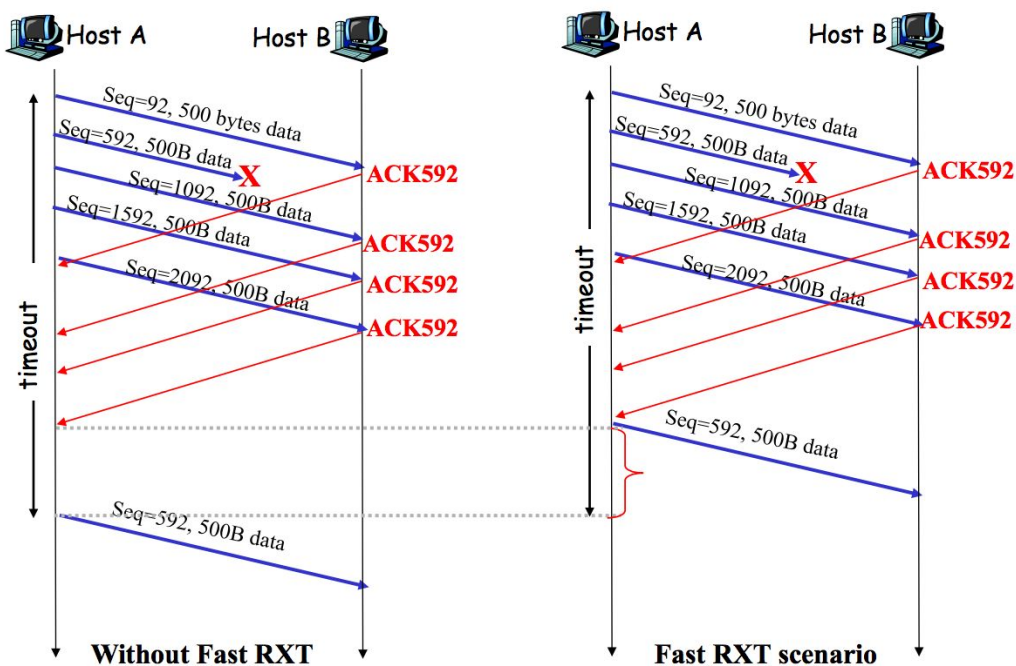 Host A
Host B
Seq=92, 500 bytes data
Seq=592, 500B data
X
ACK592
Seq=1092, 500B data
Seq=1592, 500B data
ACK592
Seq=2092, 500B data
ACK592
ACK592
timeout
Seq=592, 500B data
Without Fast RXT
Host A
Host B
Seq=92, 500 bytes data
Seq=592, 500B data
X
ACK592
Seq=1092, 500B data
Seq=1592, 500B data
ACK592
Seq=2092, 500B data
ACK592
ACK592
timeout
Seq=592, 500B data
Fast RXT scenario